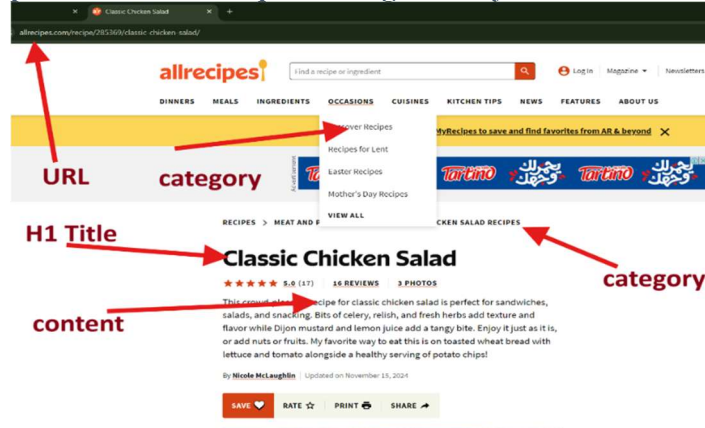 Classic Chicken Salad × +
allrecipes.com/recipe/285369/classic-chicken-salad/
allrecipes
Find a recipe or ingredient
Log In Magazine Newsletters
DINNERS MEALS INGREDIENTS OCCASIONS CUISINES KITCHEN TIPS NEWS FEATURES ABOUT US
Recipes
MyRecipes to save and find favorites from AR & beyond ×
Recipes for Lent
Easter Recipes
Mother's Day Recipes
VIEW ALL
Advertisement
Tartino بحركك وحقك Tartino
URL
category
RECIPES > MEAT AND CKEN SALAD RECIPES
H1 Title
Classic Chicken Salad
category
5.0 (17) 16 REVIEWS 3 PHOTOS
content
This recipe for classic chicken salad is perfect for sandwiches,
salads, and snacking. Bits of celery, relish, and fresh herbs add texture and
flavor while Dijon mustard and lemon juice add a tangy bite. Enjoy it just as it is,
or add nuts or fruits. My favorite way to eat this is on toasted wheat bread with
lettuce and tomato alongside a healthy serving of potato chips!
By Nicole McLaughlin Updated on November 15, 2024
SAVE RATE PRINT SHARE